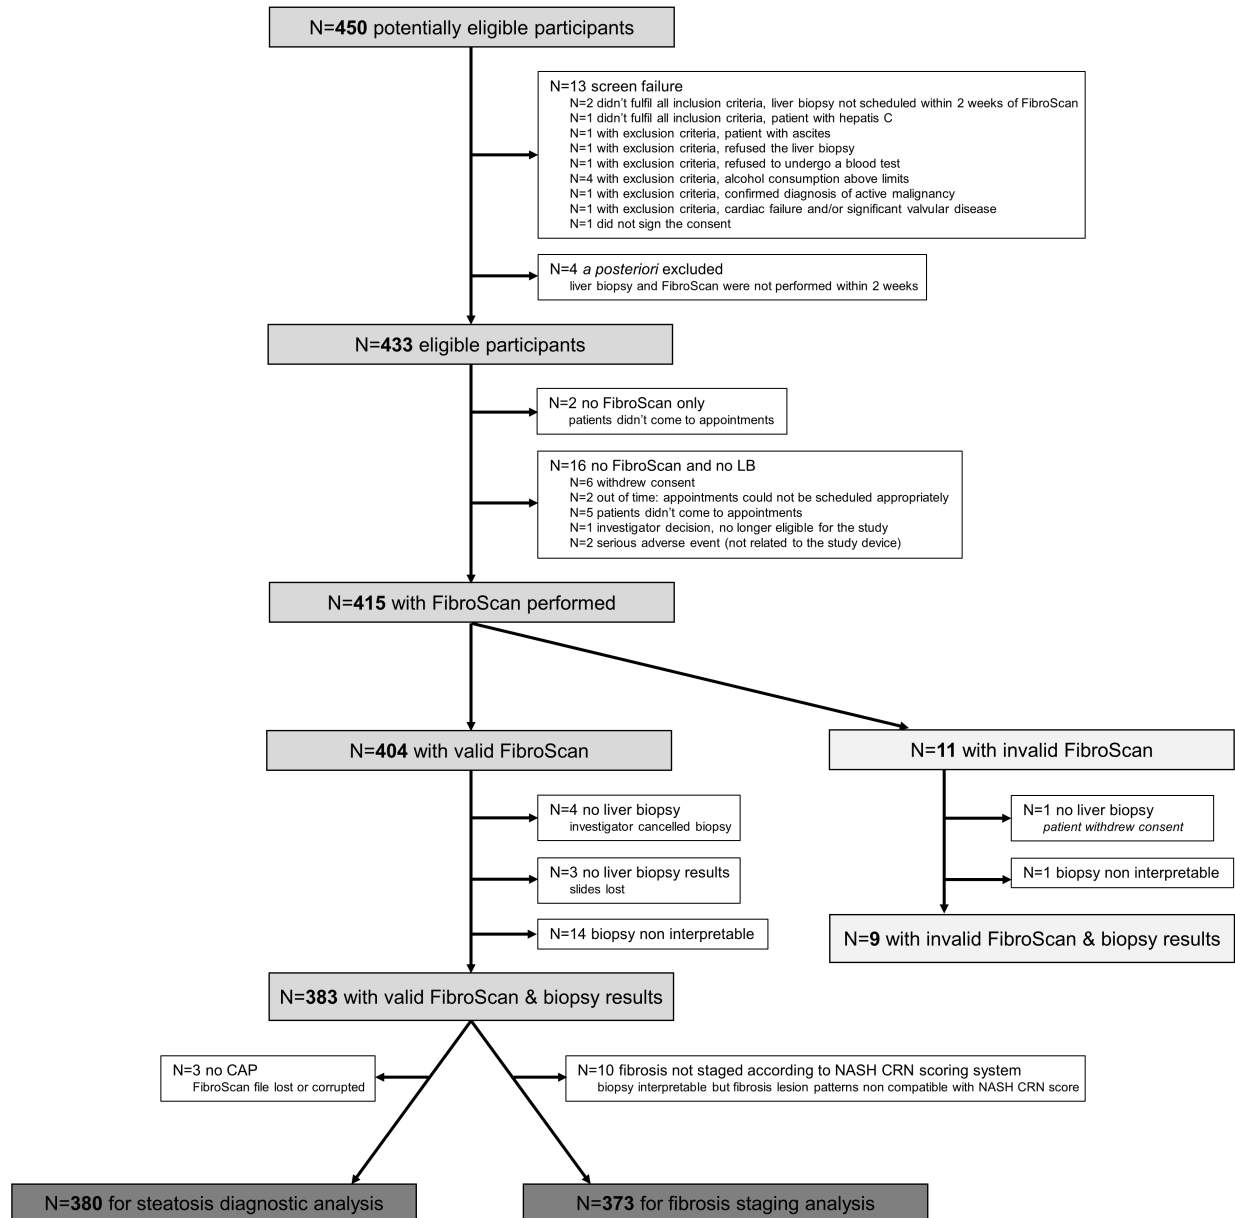 N=450 potentially eligible participants
N=13 screen failure
N=2 didn't fulfil all inclusion criteria, liver biopsy not scheduled within 2 weeks of FibroScan
N=1 didn't fulfil all inclusion criteria, patient with hepatis C
N=1 with exclusion criteria, patient with ascites
N=1 with exclusion criteria, refused the liver biopsy
N=1 with exclusion criteria, refused to undergo a blood test
N=4 with exclusion criteria, alcohol consumption above limits
N=1 with exclusion criteria, confirmed diagnosis of active malignancy
N=1 with exclusion criteria, cardiac failure and/or significant valvular disease
N=1 did not sign the consent
N=4 a posteriori excluded
liver biopsy and FibroScan were not performed within 2 weeks
N=433 eligible participants
N=2 no FibroScan only
patients didn't come to appointments
N=16 no FibroScan and no LB
N=6 withdrew consent
N=2 out of time: appointments could not be scheduled appropriately
N=5 patients didn't come to appointments
N=1 investigator decision, no longer eligible for the study
N=2 serious adverse event (not related to the study device)
N=415 with FibroScan performed
N=404 with valid FibroScan
N=11 with invalid FibroScan
N=4 no liver biopsy
investigator cancelled biopsy
N=1 no liver biopsy
patient withdrew consent
N=3 no liver biopsy results
slides lost
N=1 biopsy non interpretable
N=14 biopsy non interpretable
N=9 with invalid FibroScan & biopsy results
N=383 with valid FibroScan & biopsy results
N=3 no CAP
FibroScan file lost or corrupted
N=10 fibrosis not staged according to NASH CRN scoring system
biopsy interpretable but fibrosis lesion patterns non compatible with NASH CRN score
N=380 for steatosis diagnostic analysis
N=373 for fibrosis staging analysis